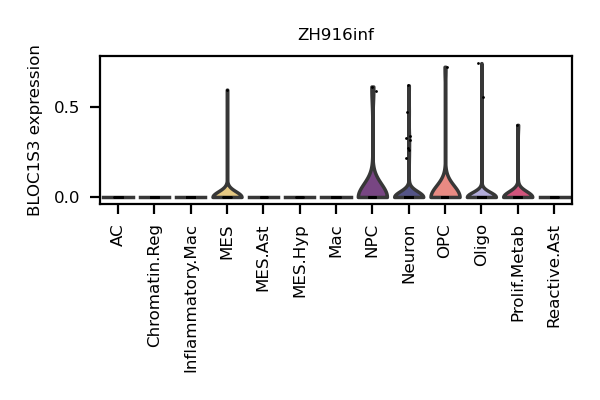 ZH916inf
BLOC1S3 expression
0.5
0.0
AC
Chromatin.Reg
Inflammatory.Mac
MES
MES.Ast
MES.Hyp
Mac
NPC
Neuron
OPC
Oligo
Prolif.Metab
Reactive.Ast